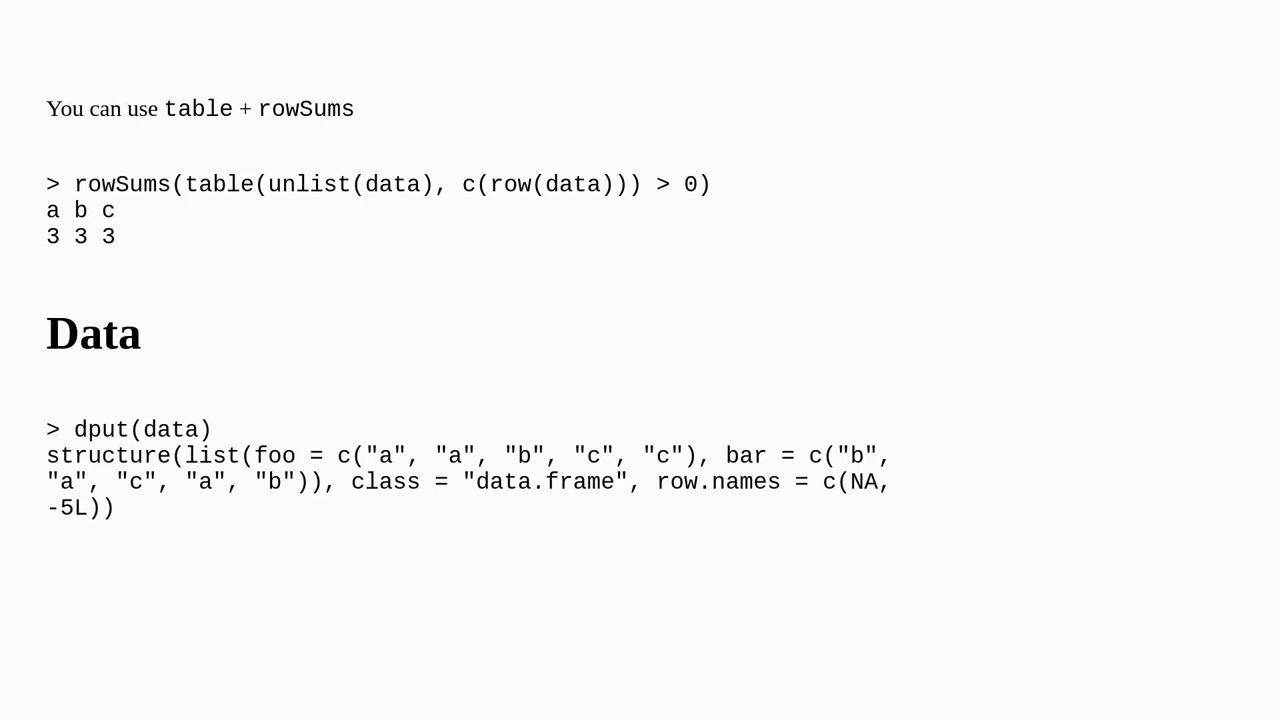 You can use table + rowSums
> rowSums(table(unlist(data), c(row(data))) > 0)
a b c
3 3 3
Data
> dput(data)
structure(list(foo = c("a", "a", "b", "c", "c"), bar = c("b",
"a", "c", "a", "b")), class = "data.frame", row.names = c(NA,
-5L))